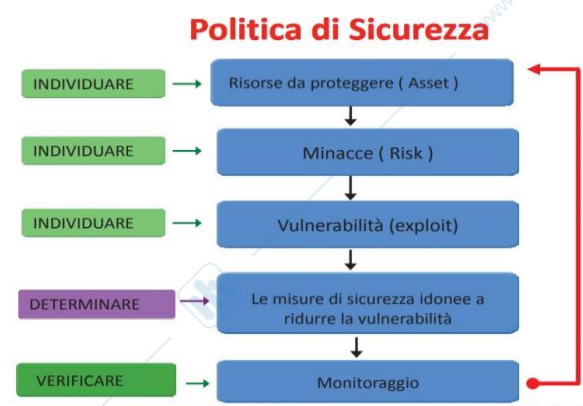 Politica di Sicurezza
INDIVIDUARE
Risorse da proteggere ( Asset )
INDIVIDUARE
Minacce ( Risk )
INDIVIDUARE
Vulnerabilità (exploit)
DETERMINARE
Le misure di sicurezza idonee a
ridurre la vulnerabilità
VERIFICARE
Monitoraggio